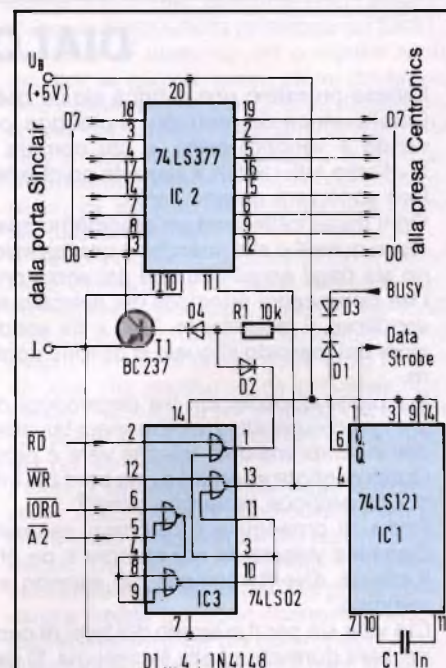 U_B
(+5V)
20
D7
18
3
4
17
14
7
8
13
D0
74LS377
IC 2
19
2
5
16
15
6
9
12
D7
D0
1
10
11
dalla porta Sinclair
alla presa Centronics
BUSY
D4
R1 10k
D3
T1
BC237
D2
D1
Data
Strobe
14
RD
2
WR
12
IORQ
6
A2
5
4
8
9
1
13
3
10
IC3
74LS02
7
1
3
9
14
6
Q
Q
4
74LS121
IC 1
7
10
11
C1 1n
D1...4 : 1N4148